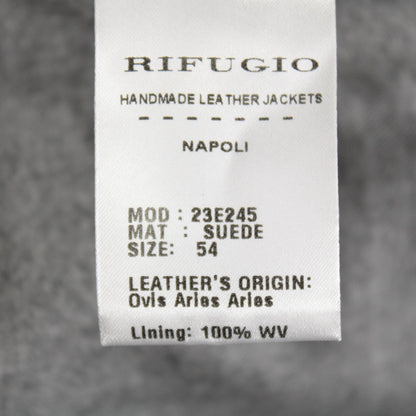 RIFUGIO
HANDMADE LEATHER JACKETS
- - - - - - -
NAPOLI
MOD : 23E245
MAT : SUEDE
SIZE: 54
LEATHER'S ORIGIN:
Ovis Aries Aries
Lining: 100% WV